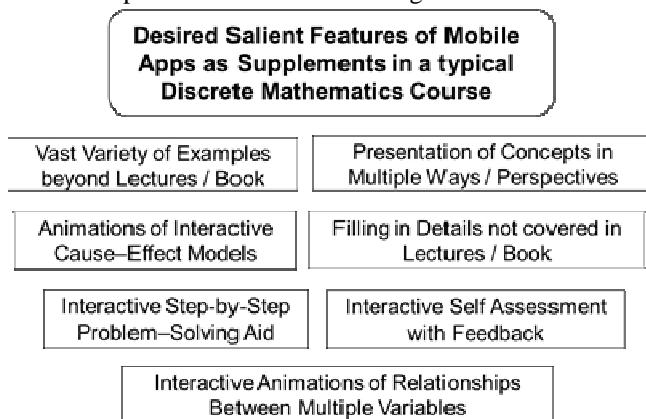 Desired Salient Features of Mobile
Apps as Supplements in a typical
Discrete Mathematics Course
Vast Variety of Examples
beyond Lectures / Book
Presentation of Concepts in
Multiple Ways / Perspectives
Animations of Interactive
Cause–Effect Models
Filling in Details not covered in
Lectures / Book
Interactive Step-by-Step
Problem–Solving Aid
Interactive Self Assessment
with Feedback
Interactive Animations of Relationships
Between Multiple Variables